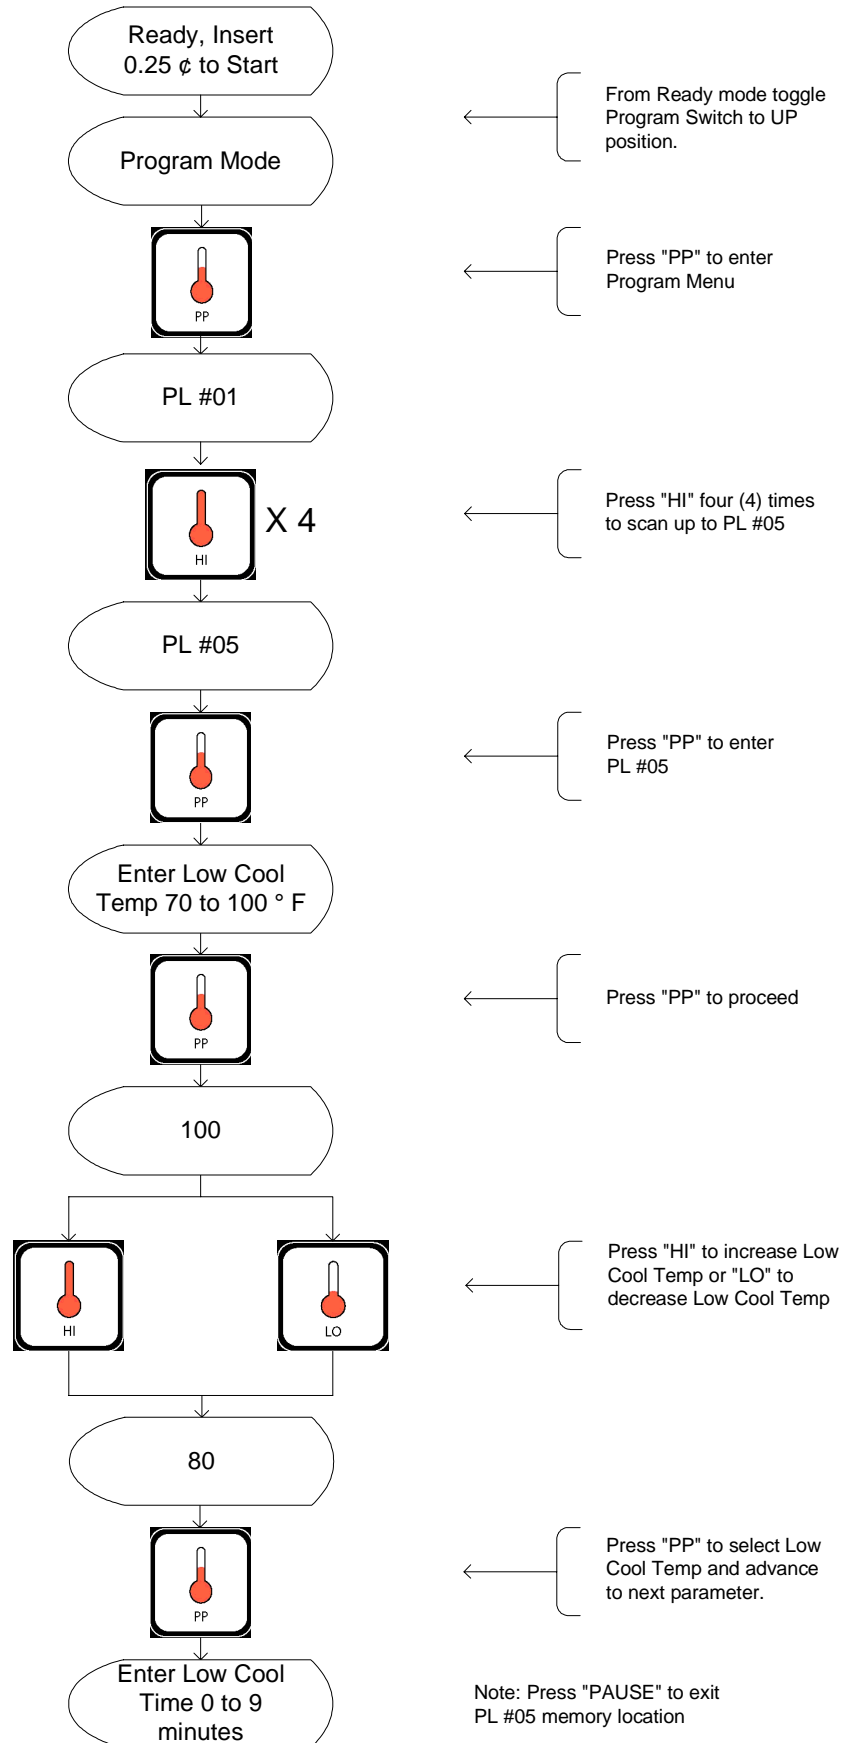 Ready, Insert
0.25 ¢ to Start
From Ready mode toggle
Program Switch to UP
position.
Program Mode
PP
Press "PP" to enter
Program Menu
PL #01
HI
X 4
Press "HI" four (4) times
to scan up to PL #05
PL #05
PP
Press "PP" to enter
PL #05
Enter Low Cool
Temp 70 to 100 ° F
PP
Press "PP" to proceed
100
HI
LO
Press "HI" to increase Low
Cool Temp or "LO" to
decrease Low Cool Temp
80
PP
Press "PP" to select Low
Cool Temp and advance
to next parameter.
Enter Low Cool
Time 0 to 9
minutes
Note: Press "PAUSE" to exit
PL #05 memory location